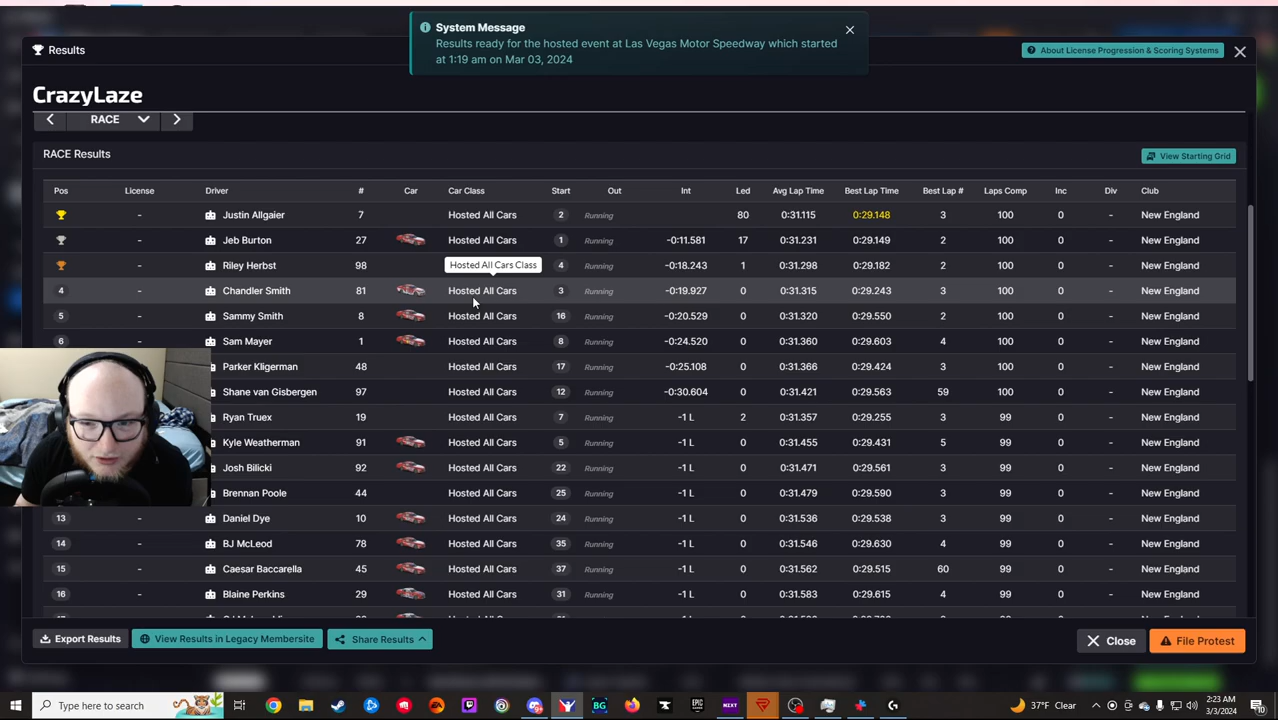 System Message
Results ready for the hosted event at Las Vegas Motor Speedway which started
at 1:19 am on Mar 03, 2024
Results
About License Progression & Scoring Systems
CrazyLaze
RACE
RACE Results
View Starting Grid
Pos License Driver # Car Car Class Start Out Int Led Avg Lap Time Best Lap Time Best Lap # Laps Comp Inc Div Club
- Justin Allgaier 7 Hosted All Cars 2 Running 80 0:31.115 0:29.148 3 100 0 - New England
- Jeb Burton 27 Hosted All Cars 1 Running -0:11.581 17 0:31.231 0:29.149 2 100 0 - New England
- Riley Herbst 98 Hosted All Cars Class 4 Running -0:18.243 1 0:31.298 0:29.182 2 100 0 - New England
4 - Chandler Smith 81 Hosted All Cars 3 Running -0:19.927 0 0:31.315 0:29.243 3 100 0 - New England
5 - Sammy Smith 8 Hosted All Cars 16 Running -0:20.529 0 0:31.320 0:29.550 2 100 0 - New England
6 - Sam Mayer 1 Hosted All Cars 8 Running -0:24.520 0 0:31.360 0:29.603 4 100 0 - New England
Parker Kligerman 48 Hosted All Cars 17 Running -0:25.108 0 0:31.366 0:29.424 3 100 0 - New England
Shane van Gisbergen 97 Hosted All Cars 12 Running -0:30.604 0 0:31.421 0:29.563 59 100 0 - New England
Ryan Truex 19 Hosted All Cars 7 Running -1 L 2 0:31.357 0:29.255 3 99 0 - New England
Kyle Weatherman 91 Hosted All Cars 5 Running -1 L 0 0:31.455 0:29.431 5 99 0 - New England
Josh Bilicki 92 Hosted All Cars 22 Running -1 L 0 0:31.471 0:29.561 3 99 0 - New England
Brennan Poole 44 Hosted All Cars 25 Running -1 L 0 0:31.479 0:29.590 3 99 0 - New England
13 - Daniel Dye 10 Hosted All Cars 24 Running -1 L 0 0:31.536 0:29.538 3 99 0 - New England
14 - BJ McLeod 78 Hosted All Cars 35 Running -1 L 0 0:31.546 0:29.630 4 99 0 - New England
15 - Caesar Baccarella 45 Hosted All Cars 37 Running -1 L 0 0:31.562 0:29.515 60 99 0 - New England
16 - Blaine Perkins 29 Hosted All Cars 31 Running -1 L 0 0:31.583 0:29.615 4 99 0 - New England
Export Results View Results in Legacy Membersite Share Results Close File Protest
Type here to search
37°F Clear
2:23 AM
3/3/2024